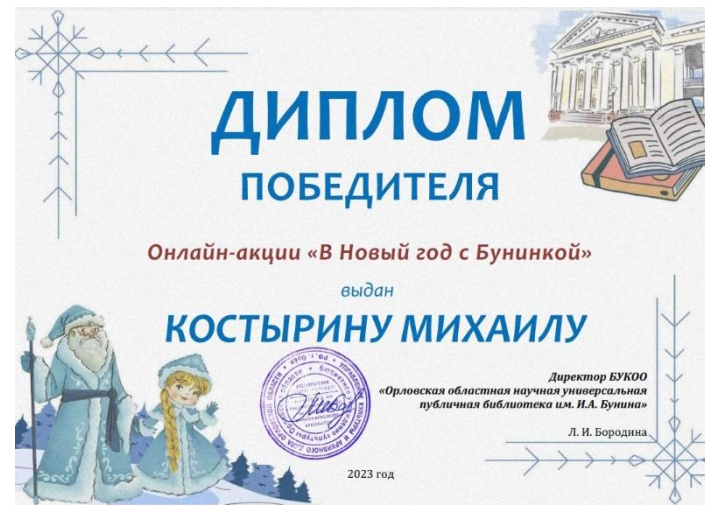 ДИПЛОМ
ПОБЕДИТЕЛЯ
Онлайн-акции «В Новый год с Бунинкой»
выдан
КОСТЫРИНУ МИХАИЛУ
Директор БУКОО
«Орловская областная научная универсальная
публичная библиотека им. И.А. Бунина»
Л. И. Бородина
2023 год